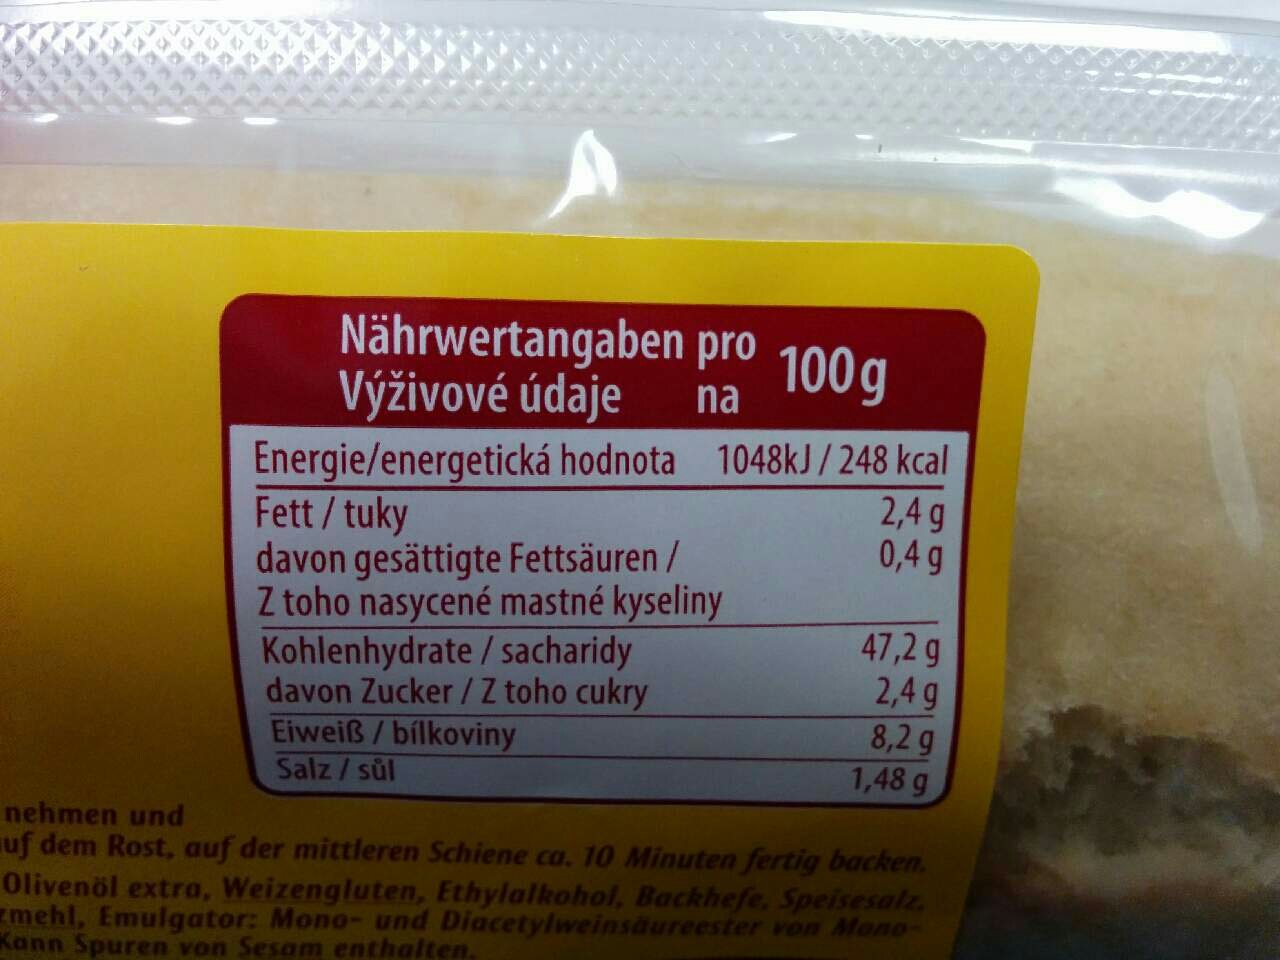 Nährwertangaben pro 100g
Výživové údaje na
Energie/energetická hodnota 1048kJ / 248 kcal
Fett / tuky 2,4 g
davon gesättigte Fettsäuren / 0,4 g
Z toho nasycené mastné kyseliny
Kohlenhydrate / sacharidy 47,2 g
davon Zucker / Z toho cukry 2,4 g
Eiweiß / bílkoviny 8,2 g
Salz / sůl 1,48 g
nehmen und
uf dem Rost, auf der mittleren Schiene ca. 10 Minuten fertig backen.
Olivenöl extra, Weizengluten, Ethylalkohol, Backhefe, Speisesalz,
zmehl, Emulgator: Mono- und Diacetylweinsäureester von Mono-
Kann Spuren von Sesam enthalten.